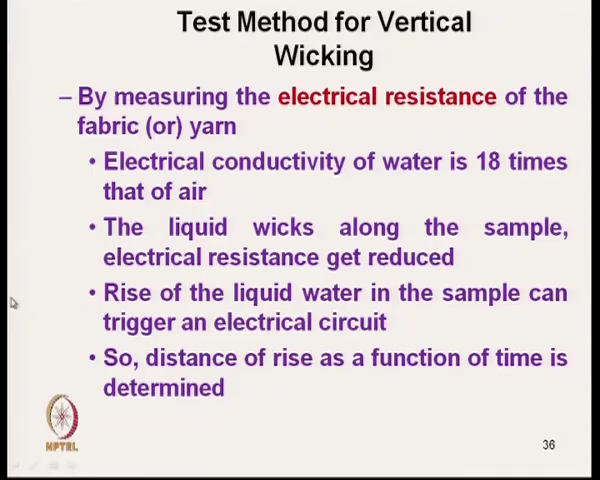 Test Method for Vertical
Wicking
– By measuring the electrical resistance of the
fabric (or) yarn
• Electrical conductivity of water is 18 times
that of air
• The liquid wicks along the sample,
electrical resistance get reduced
• Rise of the liquid water in the sample can
trigger an electrical circuit
• So, distance of rise as a function of time is
determined
NPTEL
36